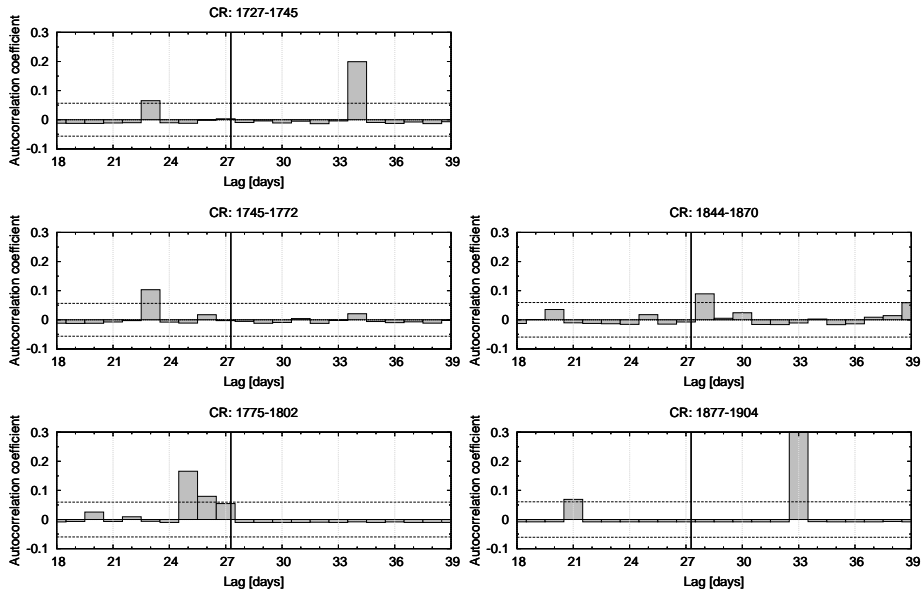 CR: 1727-1745
Autocorrelation coefficient
0.3
0.2
0.1
0
-0.1
18 21 24 27 30 33 36 39
Lag [days]
CR: 1745-1772
Autocorrelation coefficient
0.3
0.2
0.1
0
-0.1
18 21 24 27 30 33 36 39
Lag [days]
CR: 1844-1870
Autocorrelation coefficient
0.3
0.2
0.1
0
-0.1
18 21 24 27 30 33 36 39
Lag [days]
CR: 1775-1802
Autocorrelation coefficient
0.3
0.2
0.1
0
-0.1
18 21 24 27 30 33 36 39
Lag [days]
CR: 1877-1904
Autocorrelation coefficient
0.3
0.2
0.1
0
-0.1
18 21 24 27 30 33 36 39
Lag [days]